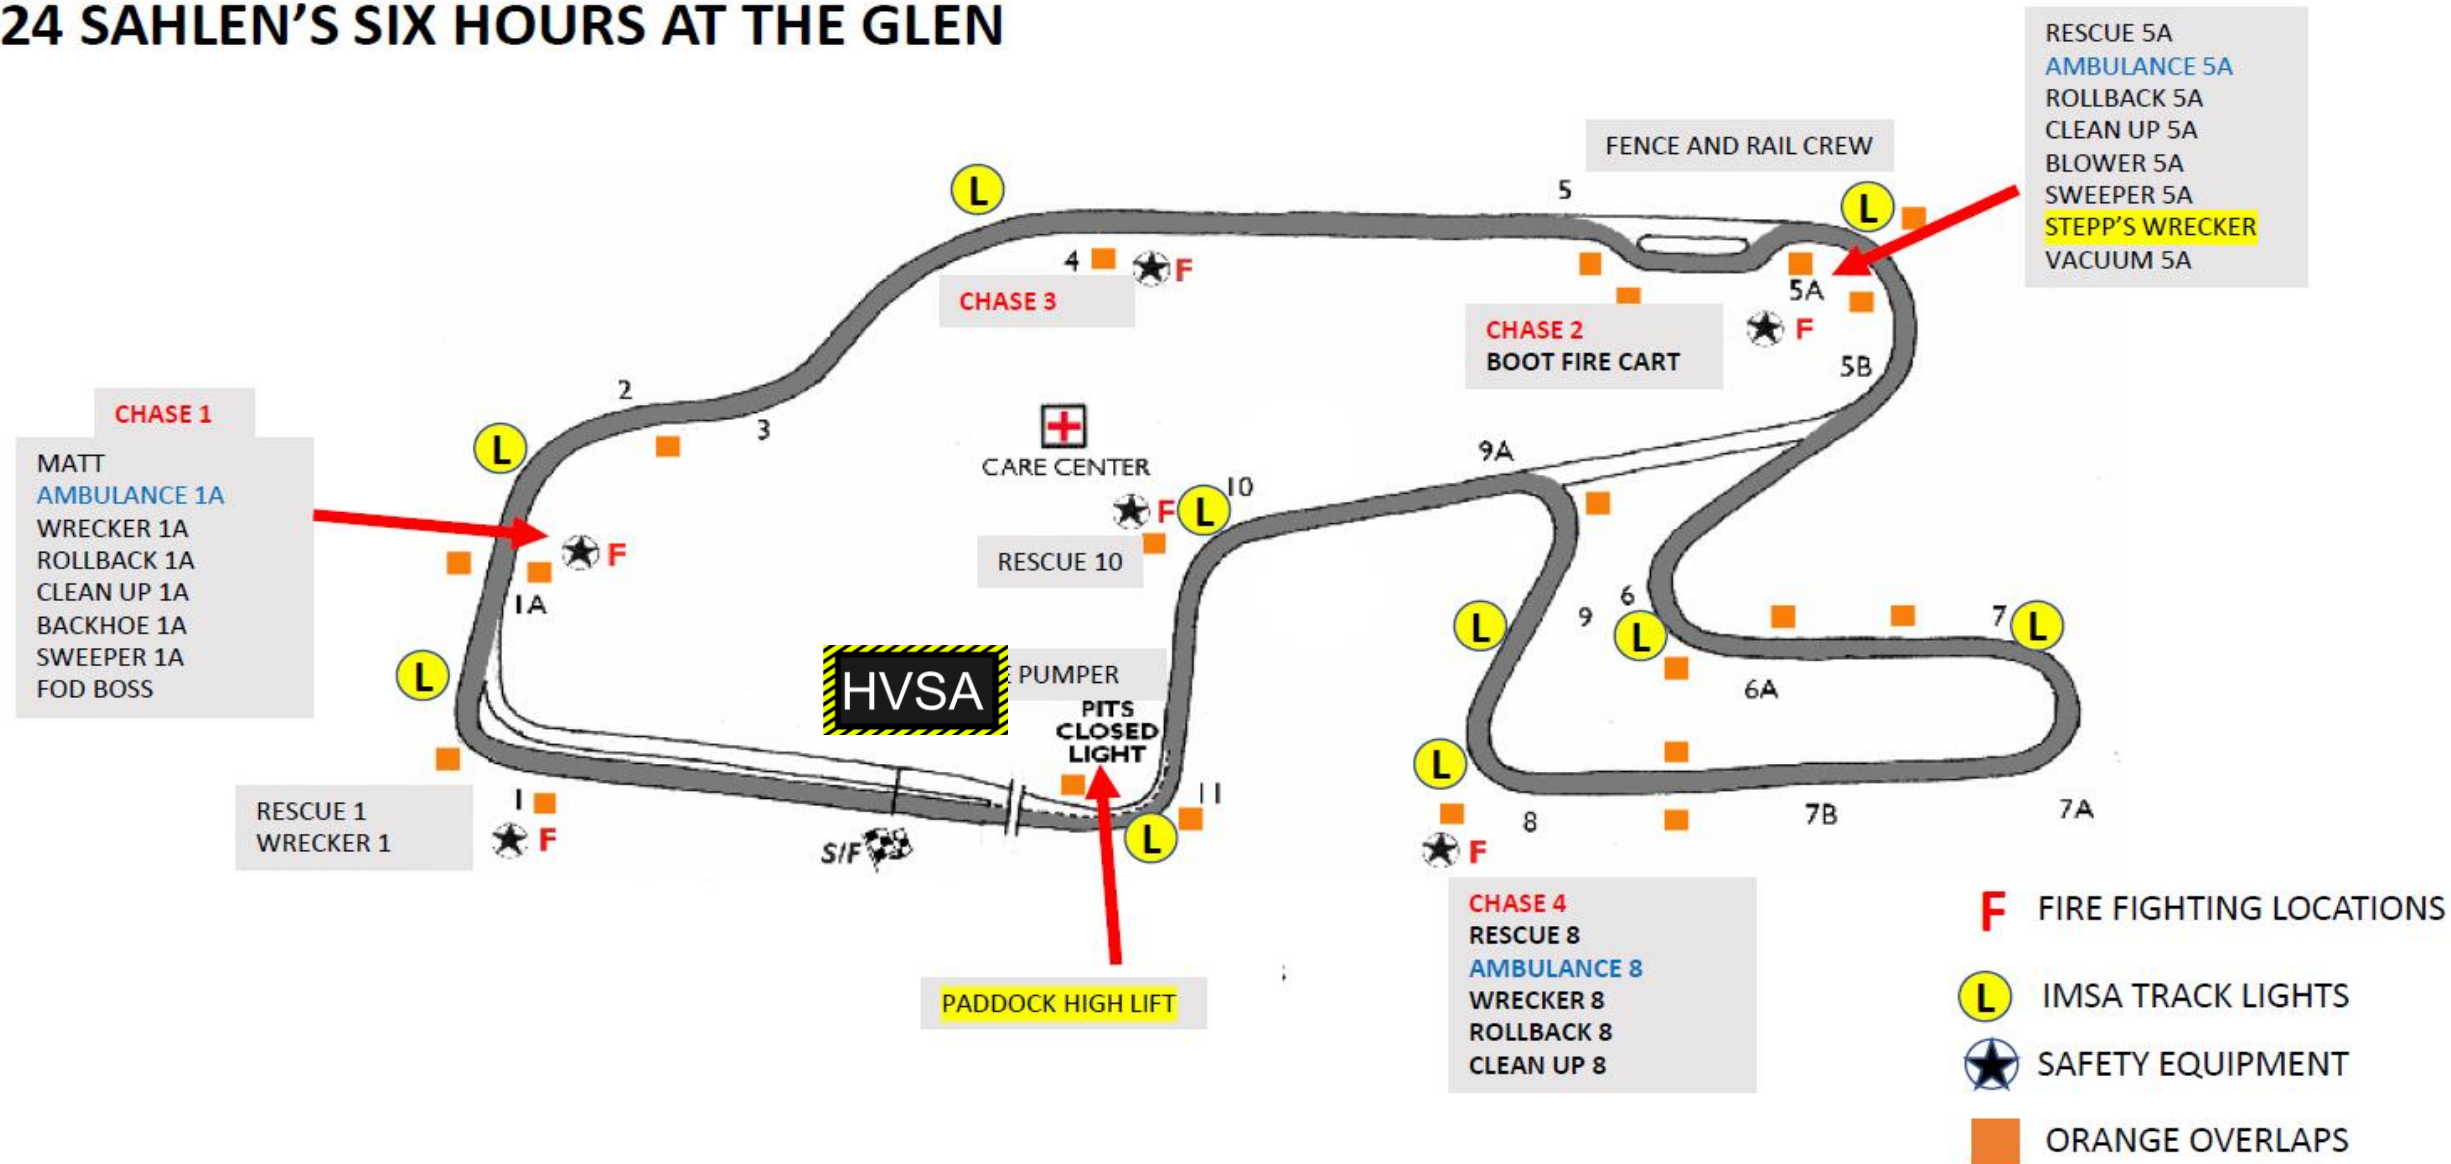 24 SAHLEN'S SIX HOURS AT THE GLEN
RESCUE 5A
AMBULANCE 5A
ROLLBACK 5A
CLEAN UP 5A
BLOWER 5A
SWEEPER 5A
STEPP'S WRECKER
VACUUM 5A
FENCE AND RAIL CREW
L
L
5
4
F
CHASE 3
5A
F
CHASE 2
BOOT FIRE CART
5B
2
3
CHASE 1
L
MATT
AMBULANCE 1A
WRECKER 1A
ROLLBACK 1A
CLEAN UP 1A
BACKHOE 1A
SWEEPER 1A
FOD BOSS
CARE CENTER
9A
F
L
10
RESCUE 10
F
1A
L
L
9
6
L
7
L
6A
HVSA
PUMPER
PITS
CLOSED
LIGHT
L
RESCUE 1
WRECKER 1
1
F
S/F
11
L
8
7B
7A
F
CHASE 4
RESCUE 8
AMBULANCE 8
WRECKER 8
ROLLBACK 8
CLEAN UP 8
PADDOCK HIGH LIFT
F FIRE FIGHTING LOCATIONS
L IMSA TRACK LIGHTS
SAFETY EQUIPMENT
ORANGE OVERLAPS